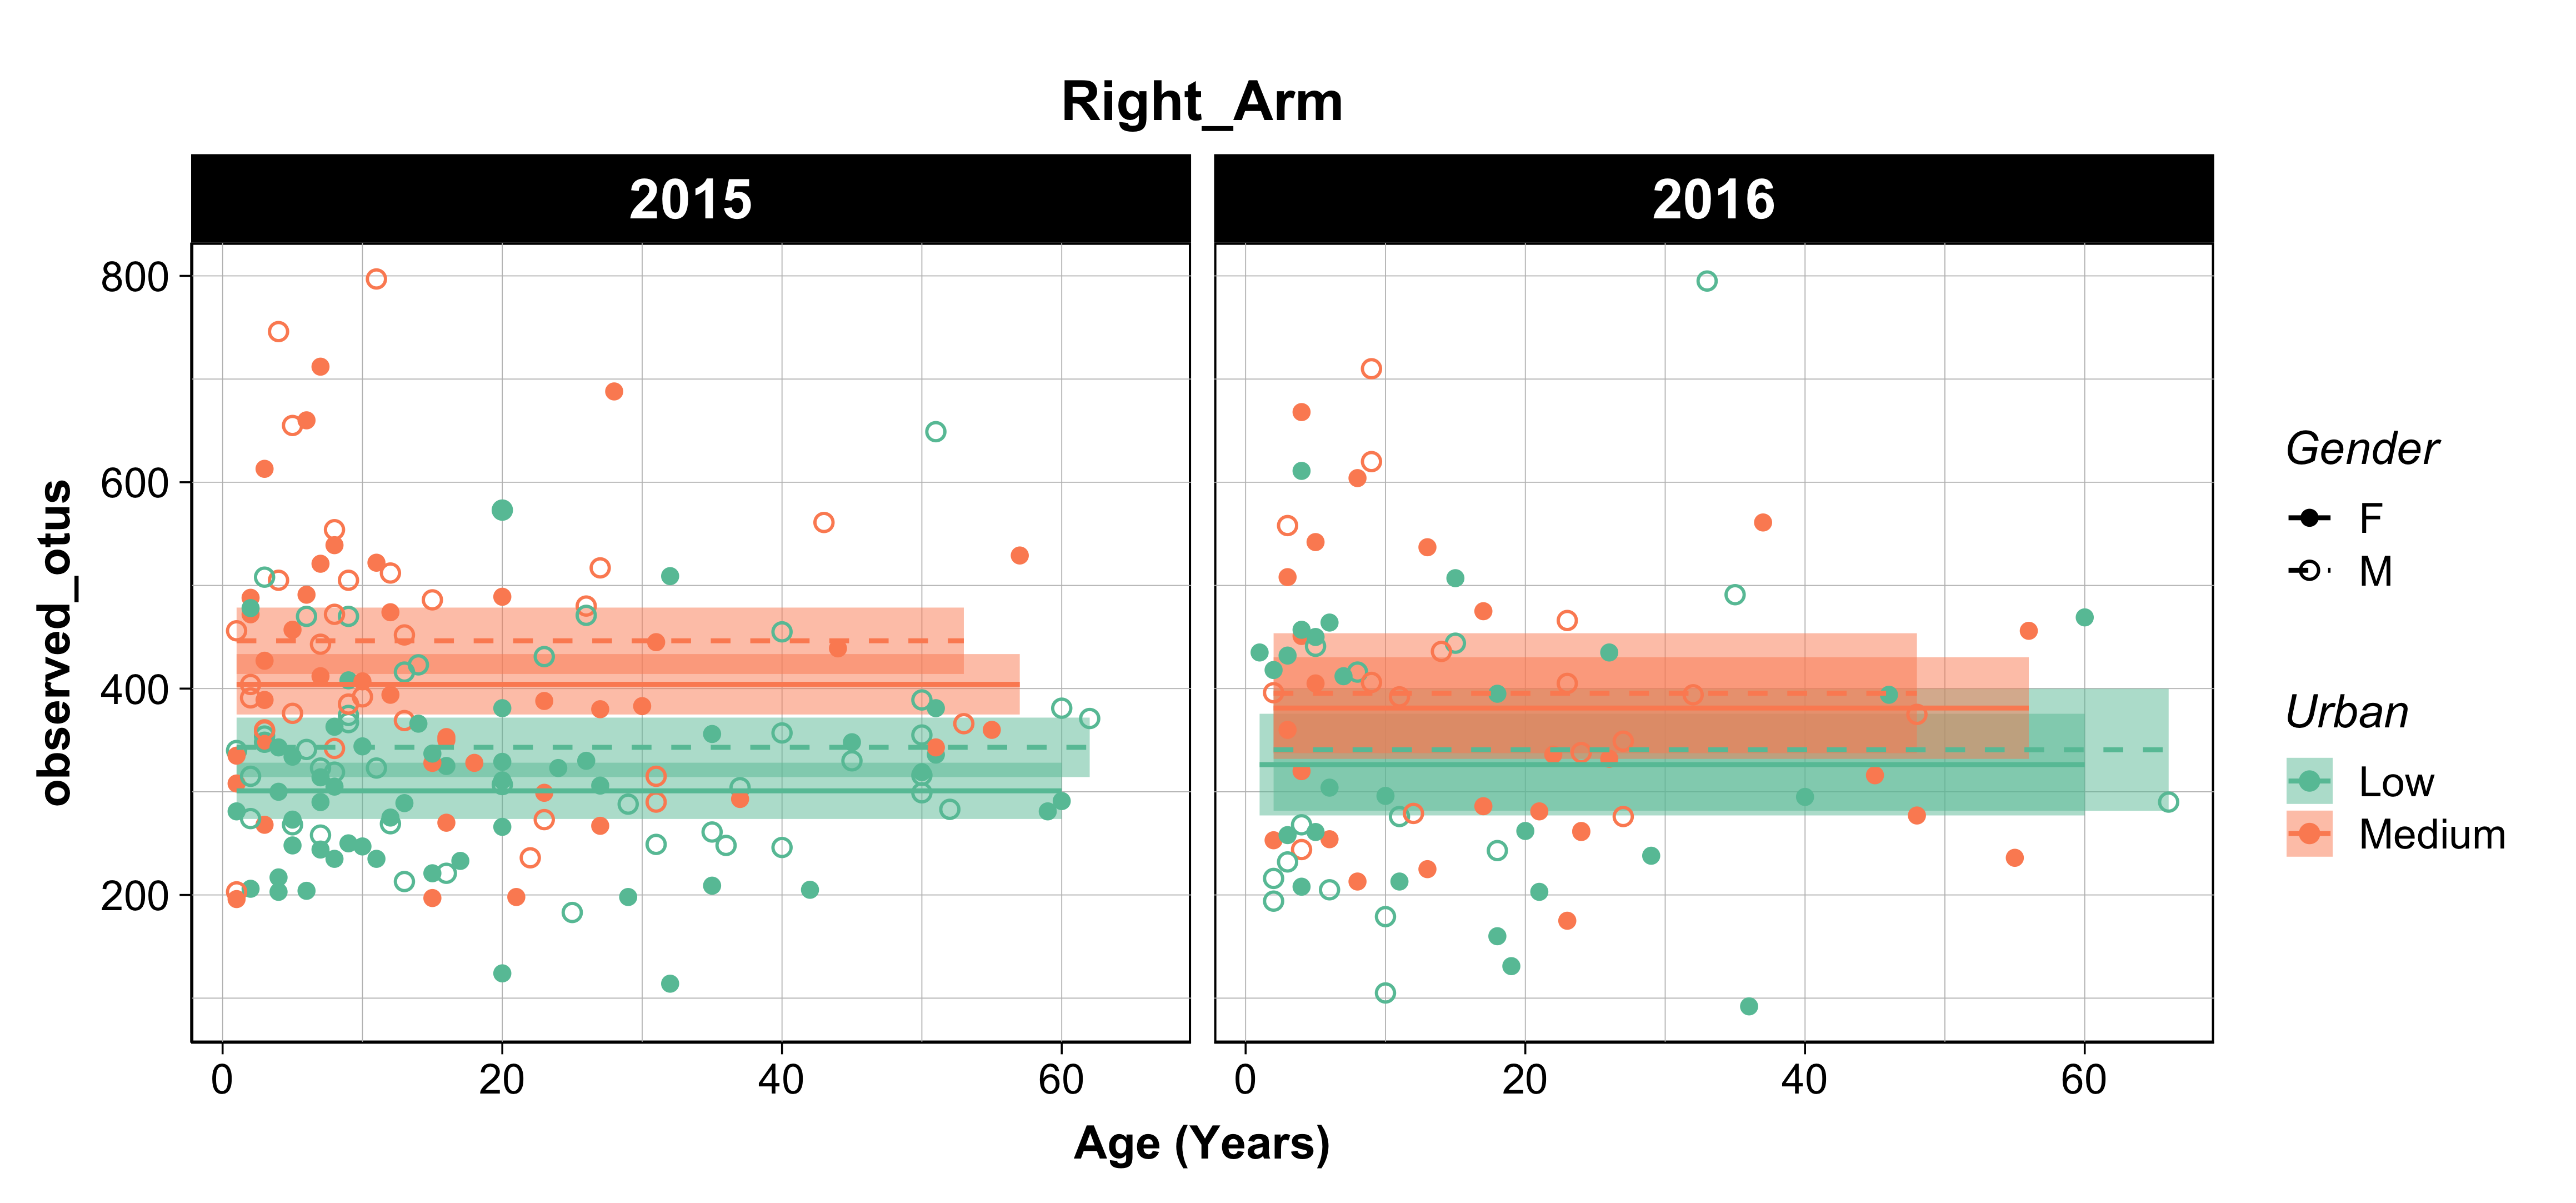 Right_Arm
2015
2016
observed_otus
800
600
400
200
0
20
40
60
0
20
40
60
Age (Years)
Gender
F
M
Urban
Low
Medium